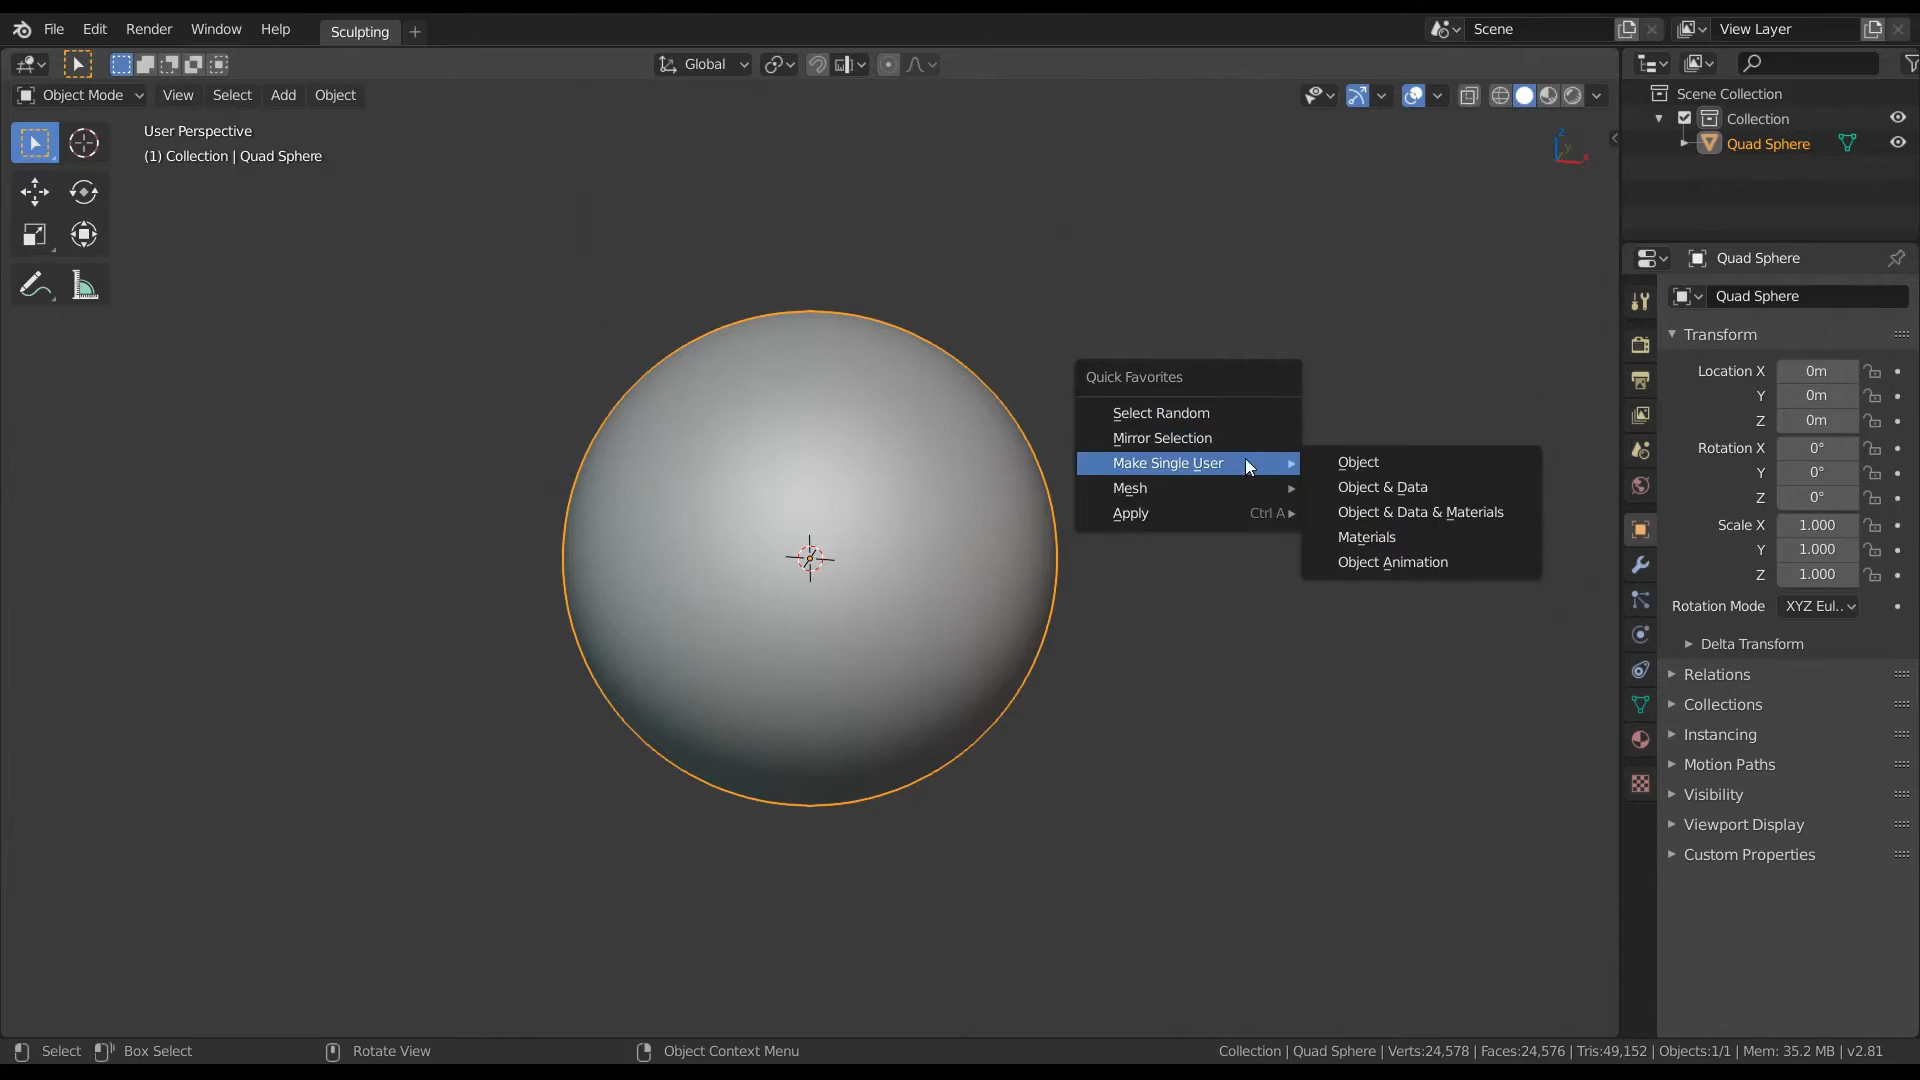 File Edit Render Window Help Sculpting + Scene View Layer
Global
Object Mode View Select Add Object
User Perspective
(1) Collection | Quad Sphere
Z
Y
X
Scene Collection
Collection
Quad Sphere
Quad Sphere
Quad Sphere
Transform
Location X 0m
Y 0m
Z 0m
Rotation X 0°
Y 0°
Z 0°
Scale X 1.000
Y 1.000
Z 1.000
Rotation Mode XYZ Eul..
Delta Transform
Relations
Collections
Instancing
Motion Paths
Visibility
Viewport Display
Custom Properties
Quick Favorites
Select Random
Mirror Selection
Make Single User
Mesh
Apply Ctrl A
Object
Object & Data
Object & Data & Materials
Materials
Object Animation
Select Box Select Rotate View Object Context Menu Collection | Quad Sphere | Verts:24,578 | Faces:24,576 | Tris:49,152 | Objects:1/1 | Mem: 35.2 MB | v2.81